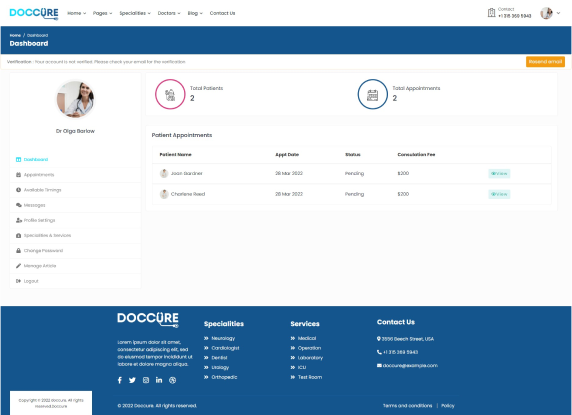 DOCCURE
Home Pages Specialities Doctors Blog Contact Us
Contact
+1 315 369 5943
Home / Dashboard
Dashboard
Verification : Your account is not verified. Please check your email for the verification
Resend email
Dr Olga Barlow
Dashboard
Appointments
Available Timings
Messages
Profile Settings
Specialities & Services
Change Password
Manage Article
Logout
Total Patients
2
Total Appointments
2
Patient Appointments
Patient Name Appt Date Status Consulation Fee
Joan Gardner 28 Mar 2022 Pending $200 View
Charlene Reed 28 Mar 2022 Pending $200 View
DOCCURE
Lorem ipsum dolor sit amet,
consectetur adipiscing elit, sed
do eiusmod tempor incididunt ut
labore et dolore magna aliqua.
Specialities
Neurology
Cardiologist
Dentist
Urology
Orthopedic
Services
Medical
Operation
Laboratory
ICU
Test Room
Contact Us
3556 Beech Street, USA
+1 315 369 5943
doccure@example.com
Copyright © 2022 doccure. All rights
reserved.Doccure
© 2022 Doccure. All rights reserved.
Terms and conditions | Policy